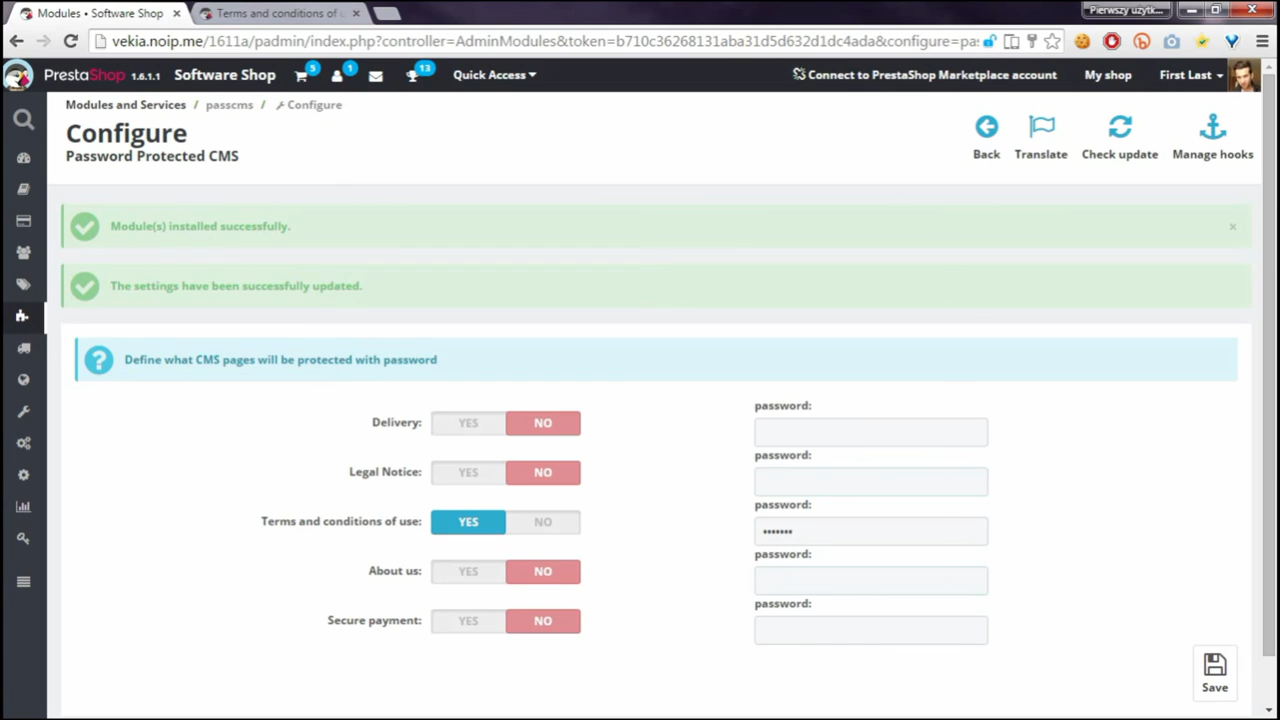 Modules • Software Shop
Terms and conditions of u
Pierwszy użytk...
vekia.noip.me/1611a/padmin/index.php?controller=AdminModules&token=b710c36268131aba31d5d632d1dc4ada&configure=pa
PrestaShop 1.6.1.1
Software Shop
5
1
13
Quick Access
Connect to PrestaShop Marketplace account
My shop
First Last
Modules and Services / passcms / Configure
Configure
Password Protected CMS
Back
Translate
Check update
Manage hooks
Module(s) installed successfully.
×
The settings have been successfully updated.
Define what CMS pages will be protected with password
Delivery: YES NO
password:
Legal Notice: YES NO
password:
Terms and conditions of use: YES NO
password:
•••••••
About us: YES NO
password:
Secure payment: YES NO
password:
Save